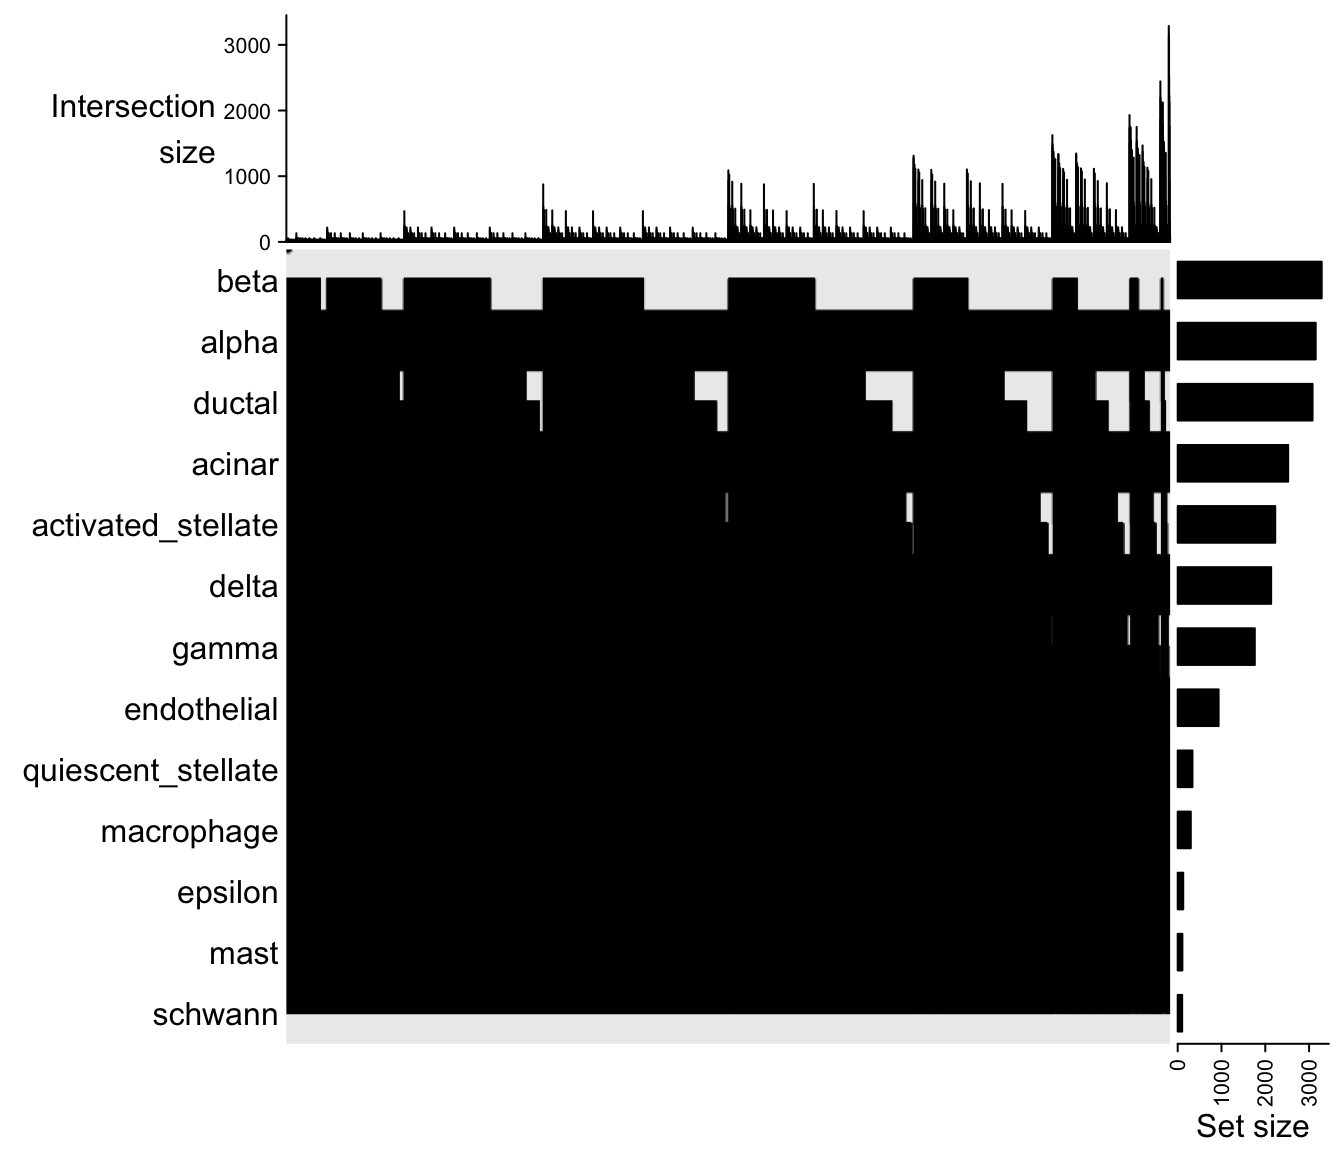 Intersection
size
3000
2000
1000
0
beta
alpha
ductal
acinar
activated_stellate
delta
gamma
endothelial
quiescent_stellate
macrophage
epsilon
mast
schwann
0
1000
2000
3000
Set size